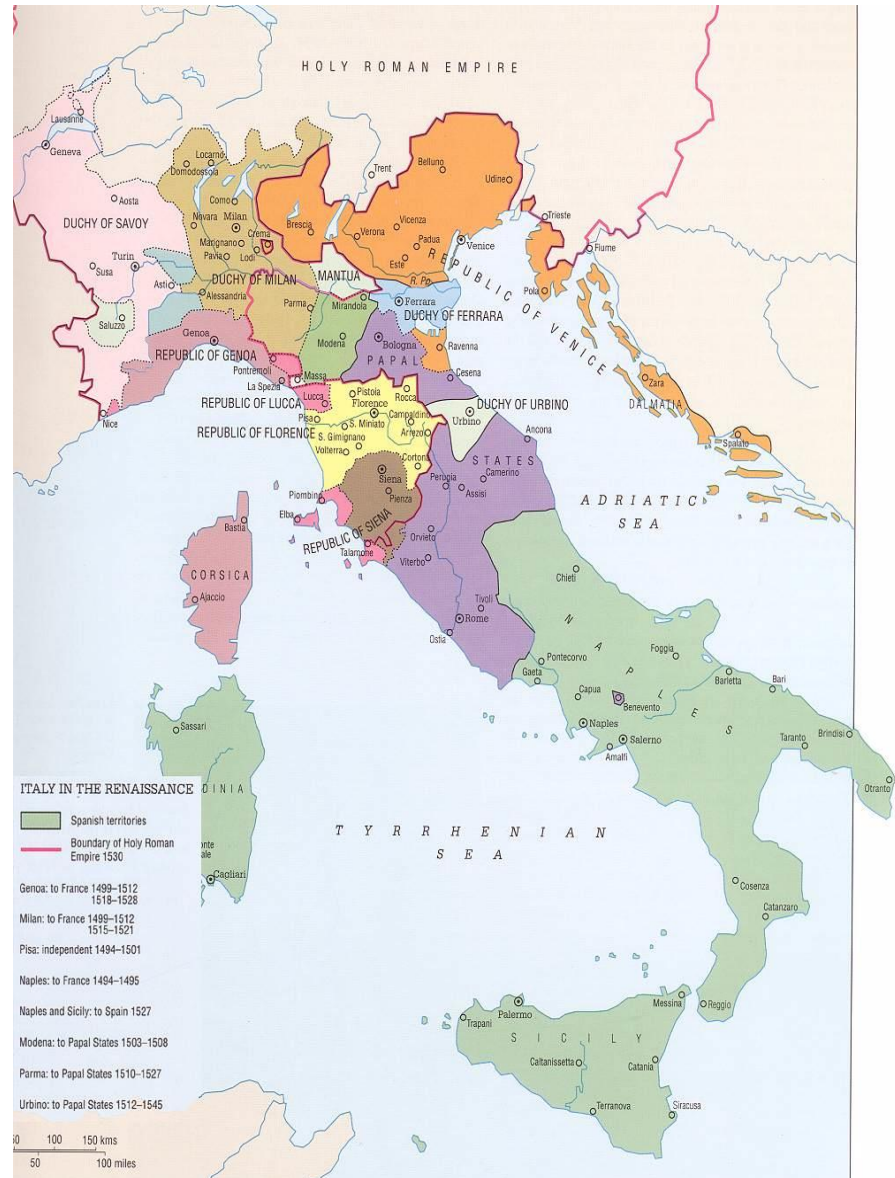 HOLY ROMAN EMPIRE
Lausanne
Geneva
Locarno
Domodossola
Trent
Belluno
Udine
Aosta
Como
DUCHY OF SAVOY
Novara
Milan
Brescia
Verona
Vicenza
Trieste
Marignano
Crema
Padua
Venice
Fiume
Turin
Pavia
Lodi
Este
Susa
REPUBLIC OF VENICE
Asti
DUCHY OF MILAN
MANTUA
R. Po
Pola
Alessandria
Parma
Mirandola
Ferrara
Saluzzo
DUCHY OF FERRARA
Genoa
Modena
Bologna
Ravenna
REPUBLIC OF GENOA
PAPAL
Pontremoli
Cesena
Zara
La Spezia
Massa
DALMATIA
Lucca
Pistoia
Rocca
REPUBLIC OF LUCCA
Florence
DUCHY OF URBINO
Nice
Pisa
S. Miniato
Campaldino
Urbino
REPUBLIC OF FLORENCE
Arrezo
Ancona
Spalato
S. Gimignano
Volterra
Cortona
STATES
Siena
Perugia
Camerino
Piombino
Pienza
Assisi
ADRIATIC
SEA
Elba
Bastia
REPUBLIC OF SIENA
Orvieto
Talamone
Viterbo
CORSICA
Chieti
Ajaccio
Tivoli
Rome
Ostia
NAPLES
Pontecorvo
Foggia
Gaeta
Barletta
Bari
Capua
Benevento
Sassari
Naples
Salerno
Taranto
Brindisi
Amalfi
Otranto
ITALY IN THE RENAISSANCE
DINIA
Spanish territories
TYRRHENIAN
SEA
Boundary of Holy Roman
Empire 1530
onte
ale
Cagliari
Cosenza
Genoa: to France 1499–1512
1518–1528
Catanzaro
Milan: to France 1499–1512
1515–1521
Pisa: independent 1494–1501
Naples: to France 1494–1495
Messina
Reggio
Palermo
Naples and Sicily: to Spain 1527
Trapani
SICILY
Modena: to Papal States 1503–1508
Caltanissetta
Catania
Parma: to Papal States 1510–1527
Urbino: to Papal States 1512–1545
Terranova
Siracusa
50 100 150 kms
50 100 miles